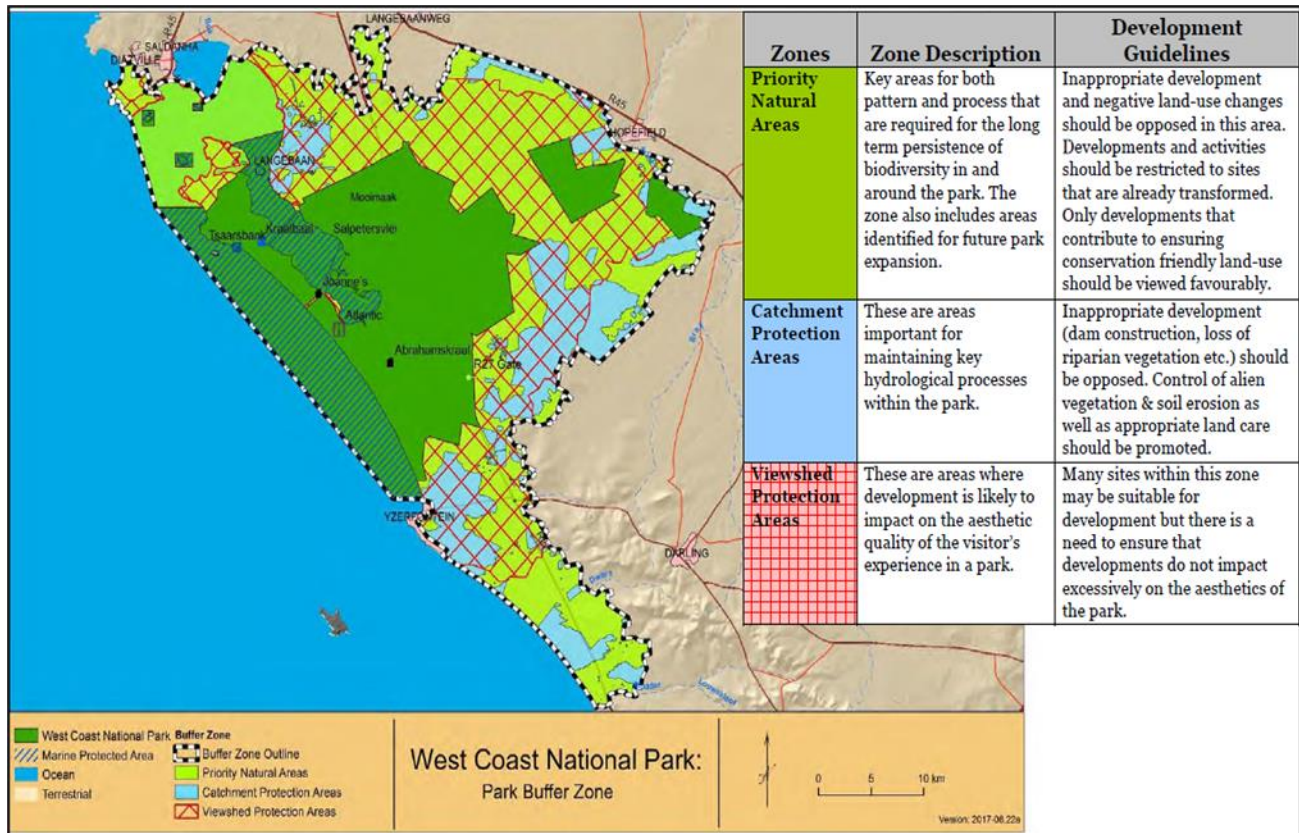 LANGEBAANWEG
R45
SALDANHA
DIAZVILLE
R45
HOPEFIELD
LANGEBAAN
Mooimaak
Tsaarsbank
Kraalbaai
Salpetersvlei
Joanne's
Atlantic
Abrahamskraal
R27 Gate
YZERFONTEIN
DARLING
Zones
Zone Description
Development
Guidelines
Priority
Natural
Areas
Key areas for both
pattern and process that
are required for the long
term persistence of
biodiversity in and
around the park. The
zone also includes areas
identified for future park
expansion.
Inappropriate development
and negative land-use changes
should be opposed in this area.
Developments and activities
should be restricted to sites
that are already transformed.
Only developments that
contribute to ensuring
conservation friendly land-use
should be viewed favourably.
Catchment
Protection
Areas
These are areas
important for
maintaining key
hydrological processes
within the park.
Inappropriate development
(dam construction, loss of
riparian vegetation etc.) should
be opposed. Control of alien
vegetation & soil erosion as
well as appropriate land care
should be promoted.
Viewshed
Protection
Areas
These are areas where
development is likely to
impact on the aesthetic
quality of the visitor's
experience in a park.
Many sites within this zone
may be suitable for
development but there is a
need to ensure that
developments do not impact
excessively on the aesthetics of
the park.
West Coast National Park
Marine Protected Area
Ocean
Terrestrial
Buffer Zone
Buffer Zone Outline
Priority Natural Areas
Catchment Protection Areas
Viewshed Protection Areas
West Coast National Park:
Park Buffer Zone
N
0 5 10 km
Version: 2017-06.22a